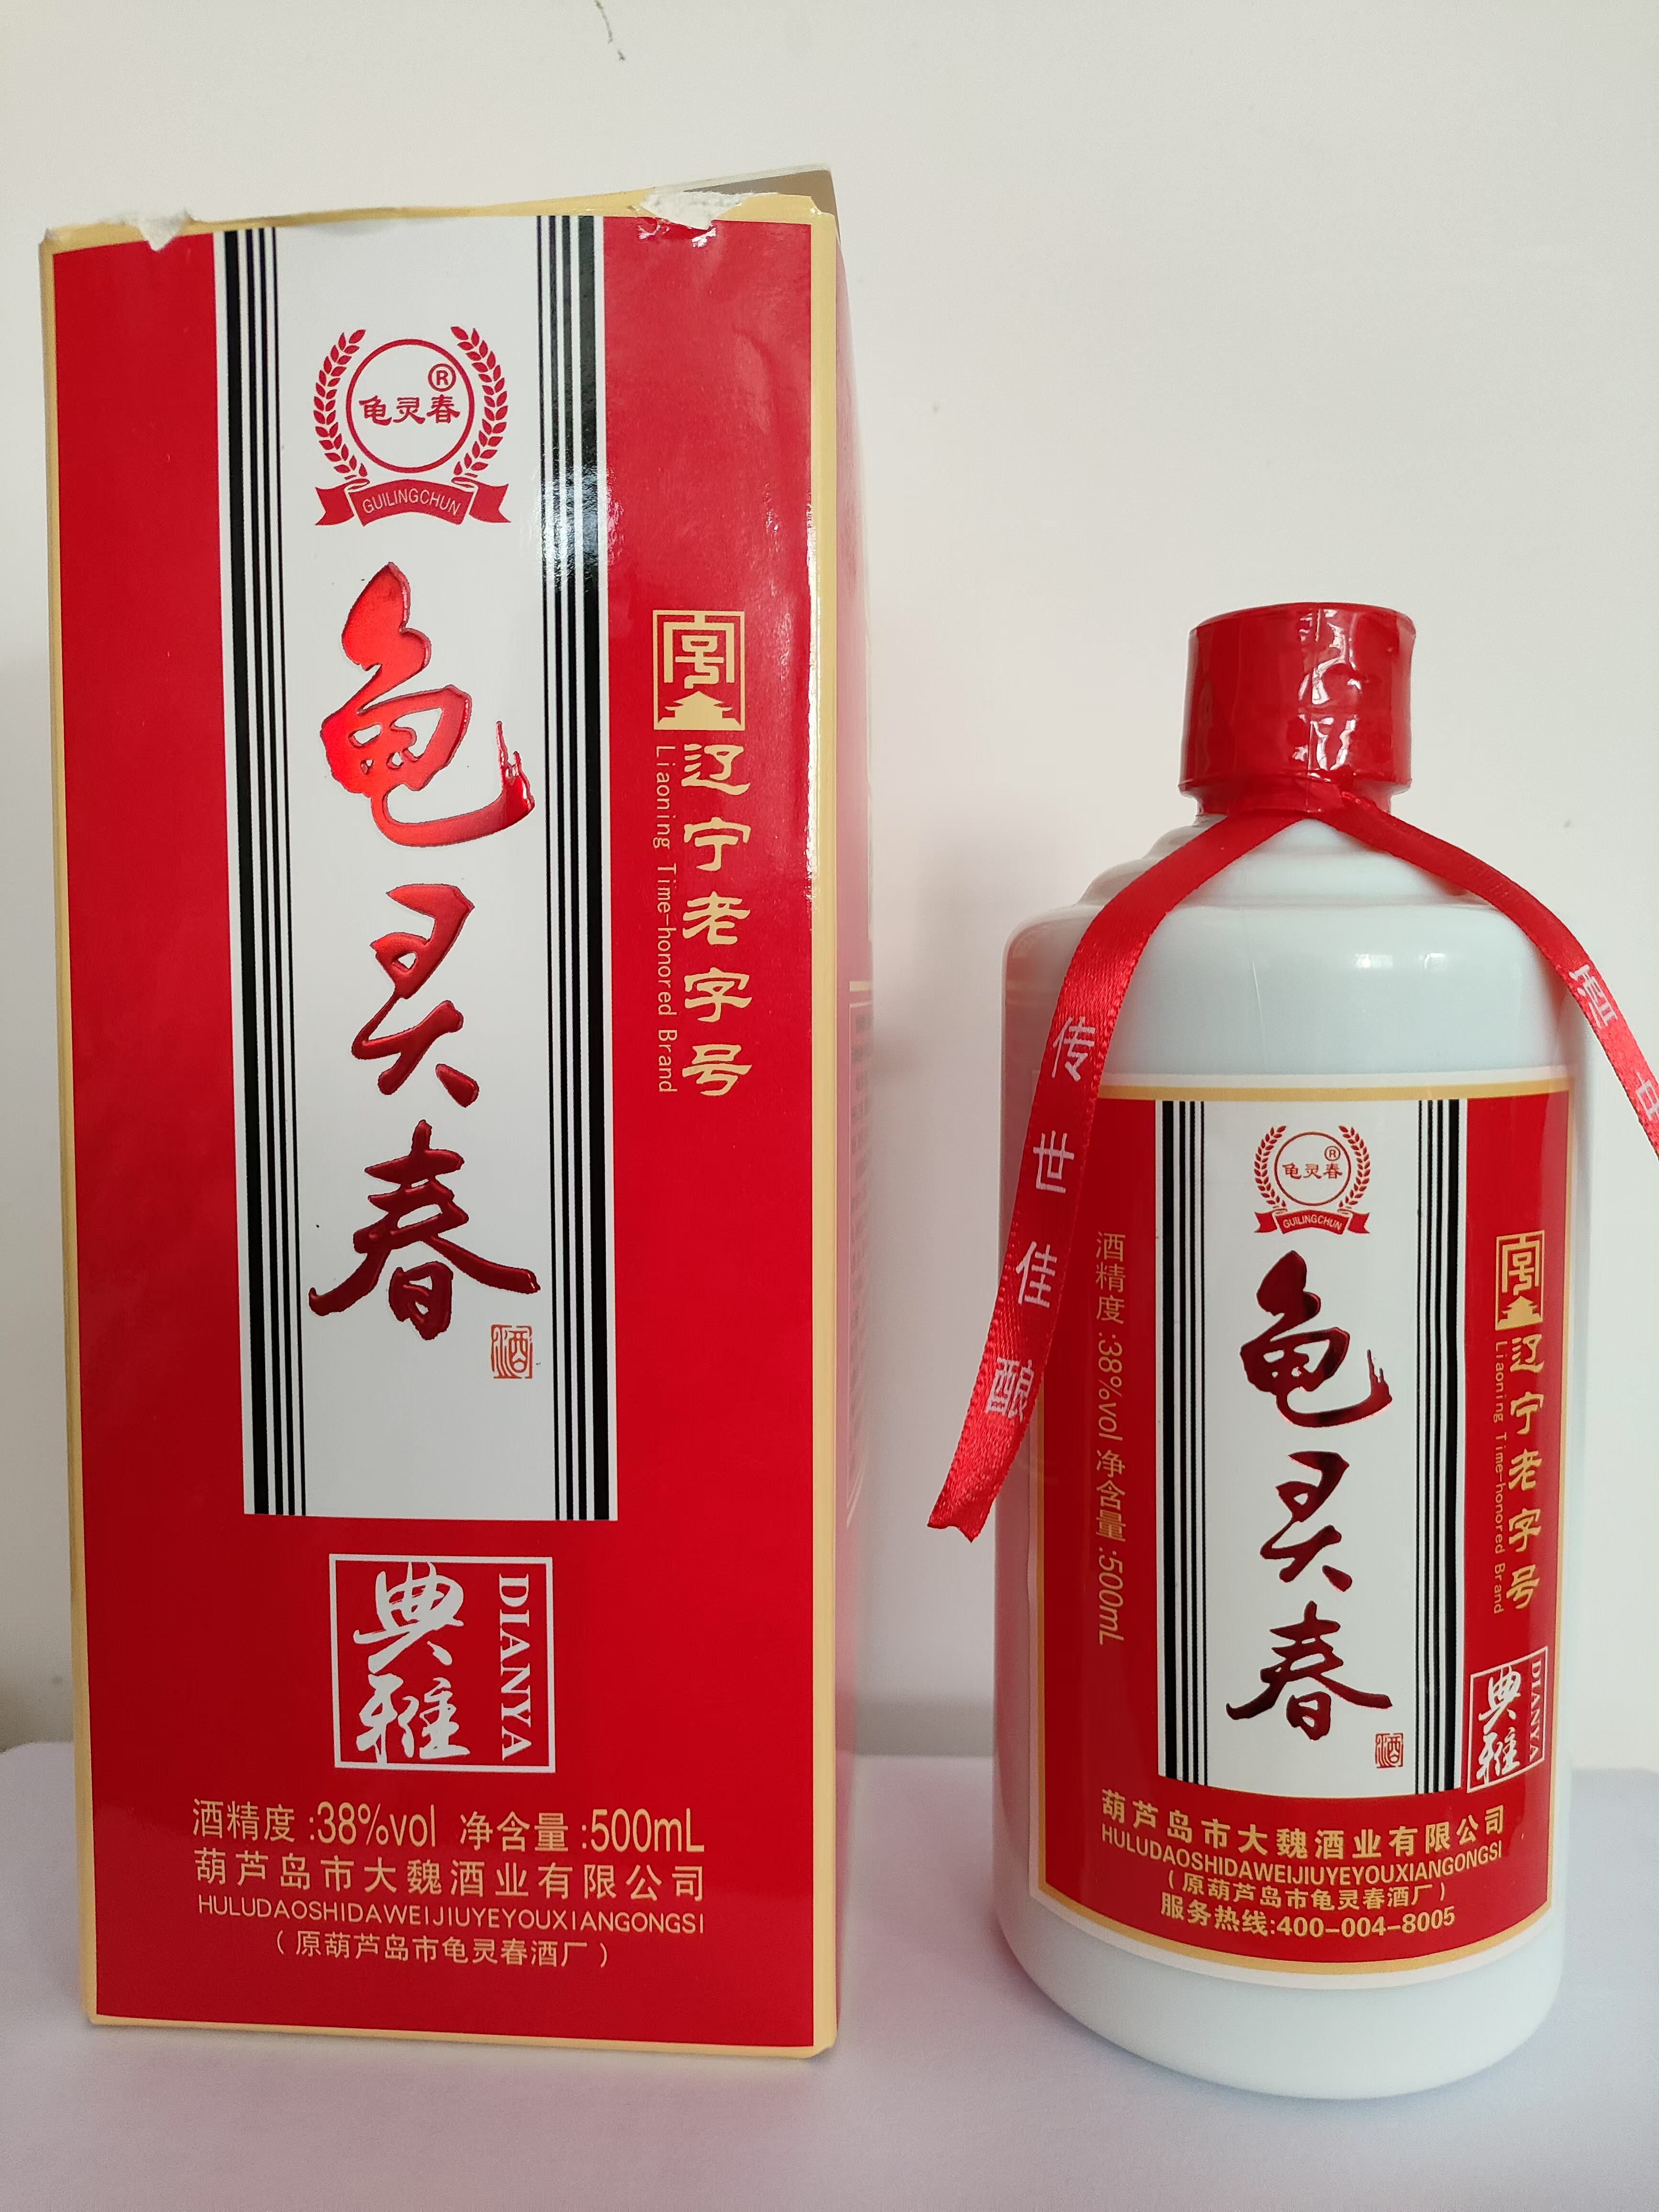 龟灵春®
GUILINGCHUN
龟灵春
酒
辽宁老字号
Liaoning Time-honored Brand
典雅
DIANYA
酒精度:38%vol 净含量:500mL
葫芦岛市大魏酒业有限公司
HULUDAOSHIDAWEIJIUYEYOUXIANGONGSI
（原葫芦岛市龟灵春酒厂）
传世佳酿
龟灵春®
GUILINGCHUN
酒精度:38%vol 净含量:500mL
龟灵春
酒
辽宁老字号
Liaoning Time-honored Brand
典雅
DIANYA
葫芦岛市大魏酒业有限公司
HULUDAOSHIDAWEIJIUYEYOUXIANGONGSI
（原葫芦岛市龟灵春酒厂）
服务热线:400-004-8005